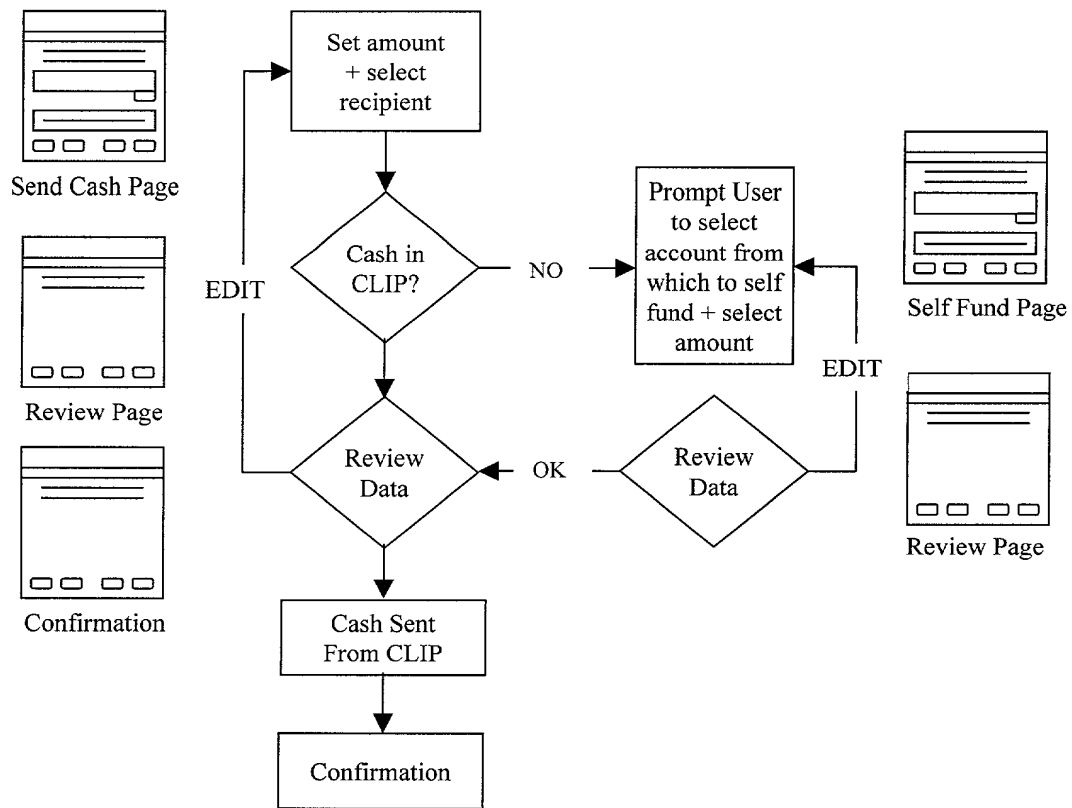 Set amount
+ select
recipient
Send Cash Page
Cash in
CLIP?
NO
Prompt User
to select
account from
which to self
fund + select
amount
EDIT
Self Fund Page
EDIT
Review Page
Review
Data
OK
Review
Data
Review Page
Confirmation
Cash Sent
From CLIP
Confirmation